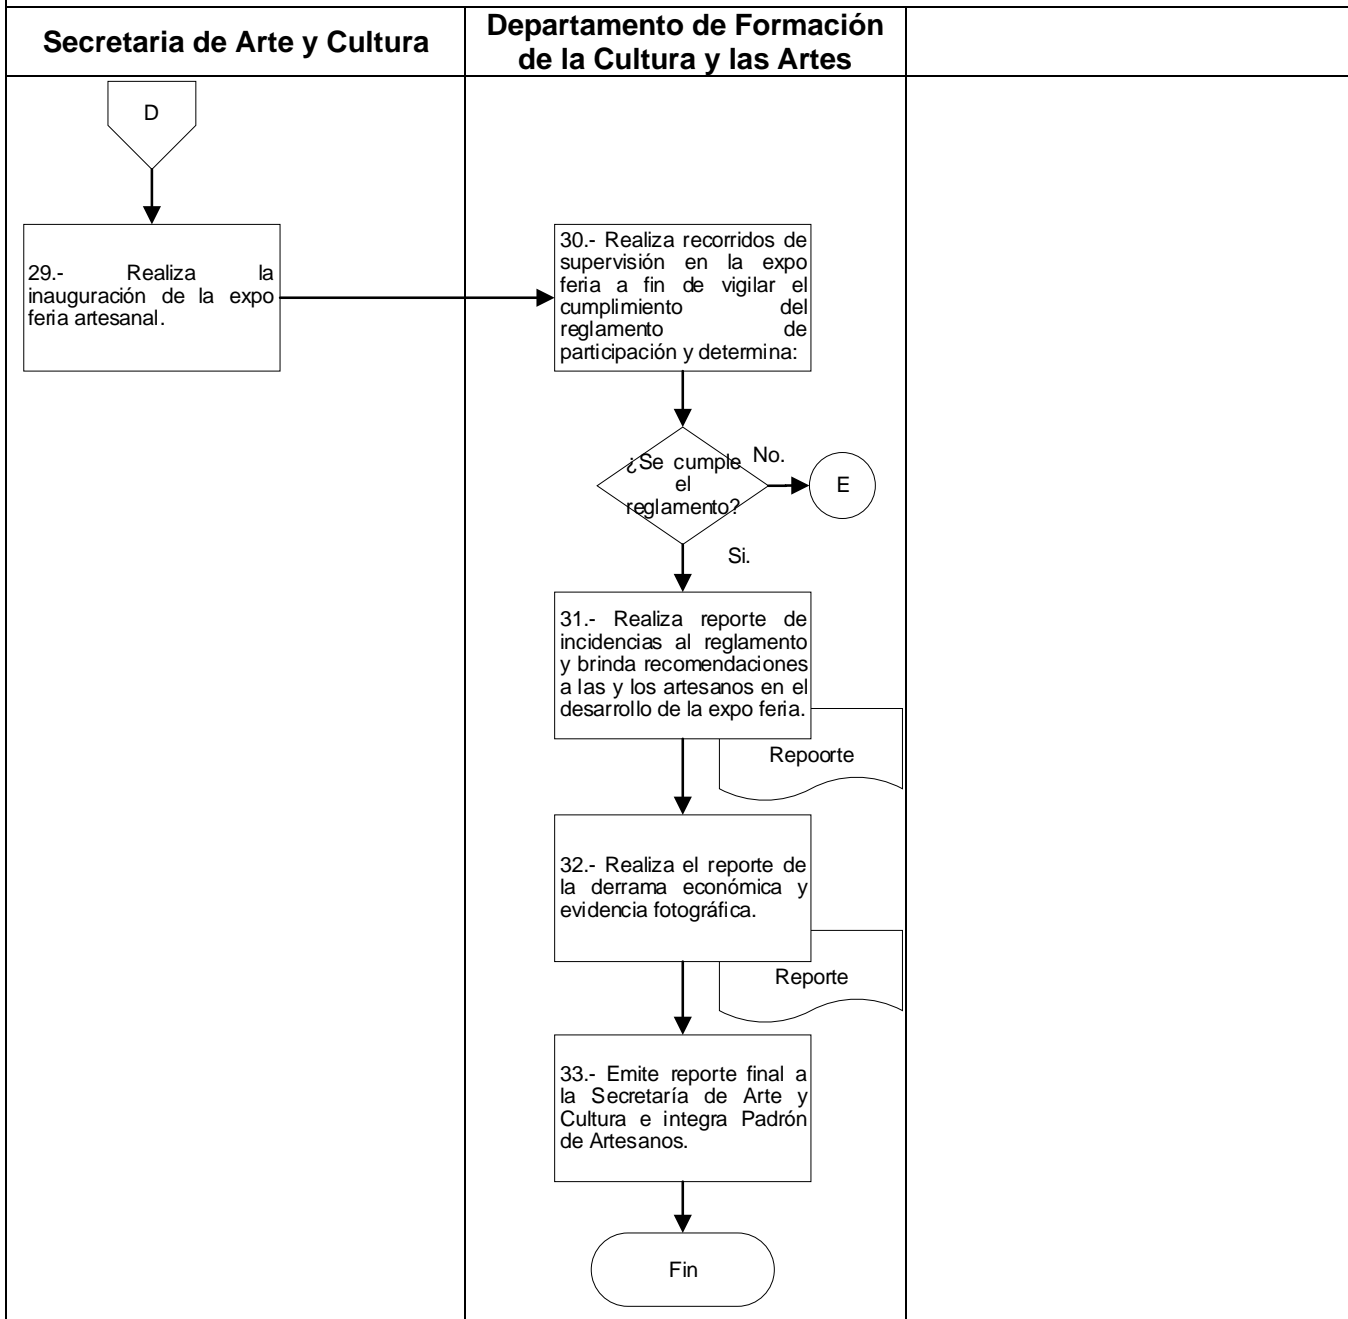 Secretaria de Arte y Cultura
Departamento de Formación
de la Cultura y las Artes
D
29.- Realiza la
inauguración de la expo
feria artesanal.
30.- Realiza recorridos de
supervisión en la expo
feria a fin de vigilar el
cumplimiento del
reglamento de
participación y determina:
¿Se cumple
el
reglamento?
No.
E
Si.
31.- Realiza reporte de
incidencias al reglamento
y brinda recomendaciones
a las y los artesanos en el
desarrollo de la expo feria.
Repoorte
32.- Realiza el reporte de
la derrama económica y
evidencia fotográfica.
Reporte
33.- Emite reporte final a
la Secretaría de Arte y
Cultura e integra Padrón
de Artesanos.
Fin